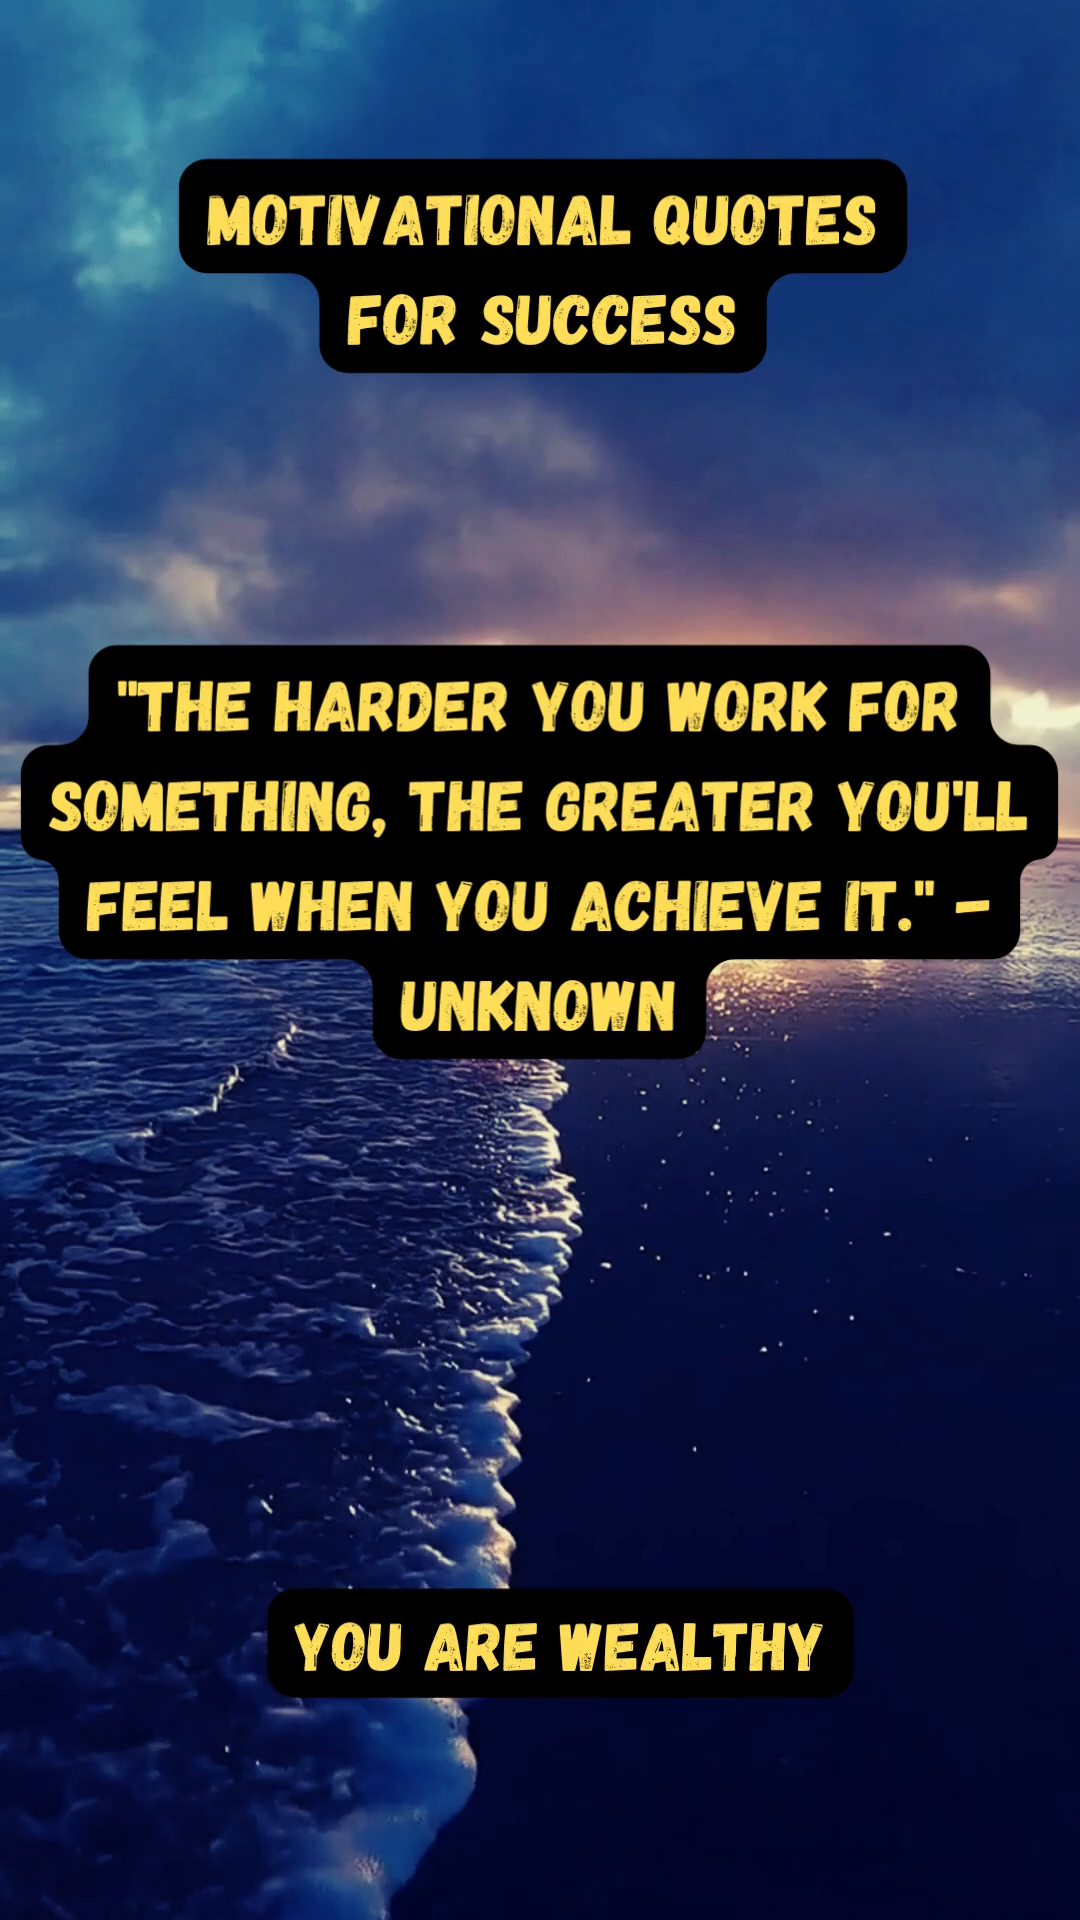 MOTIVATIONAL QUOTES
FOR SUCCESS
"THE HARDER YOU WORK FOR
SOMETHING, THE GREATER YOU'LL
FEEL WHEN YOU ACHIEVE IT." –
UNKNOWN
YOU ARE WEALTHY